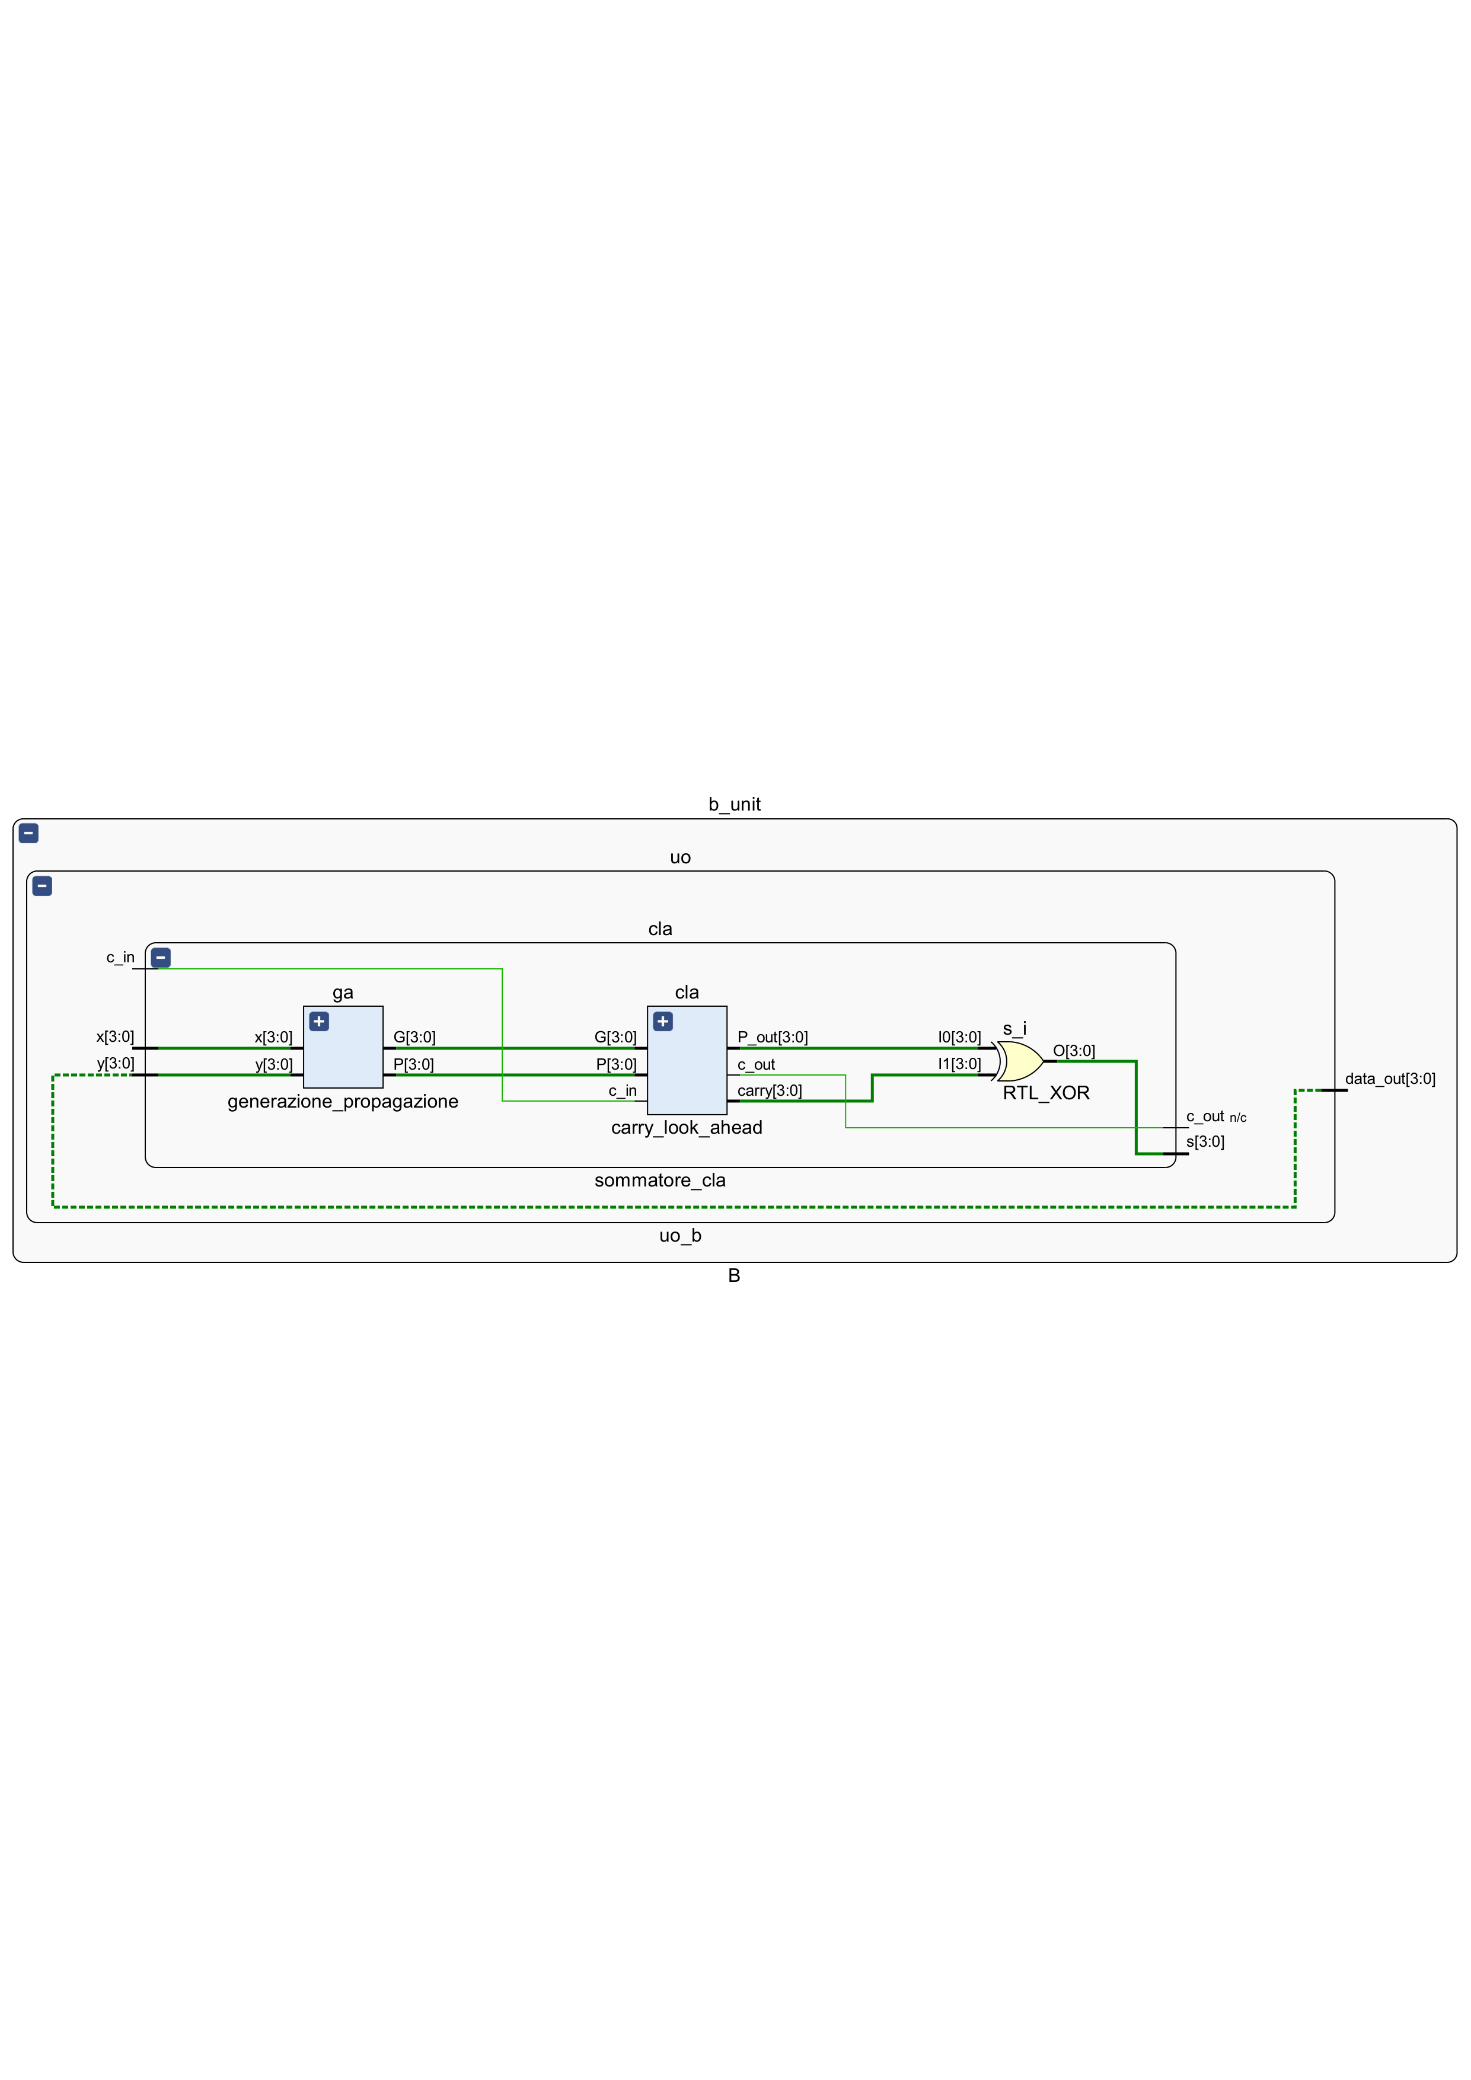 b_unit
uo
cla
c_in
ga
cla
x[3:0]
x[3:0]
G[3:0]
G[3:0]
P_out[3:0]
I0[3:0]
s_i
O[3:0]
y[3:0]
y[3:0]
P[3:0]
P[3:0]
c_out
I1[3:0]
data_out[3:0]
generazione_propagazione
c_in
carry[3:0]
RTL_XOR
carry_look_ahead
c_out n/c
s[3:0]
sommatore_cla
uo_b
B